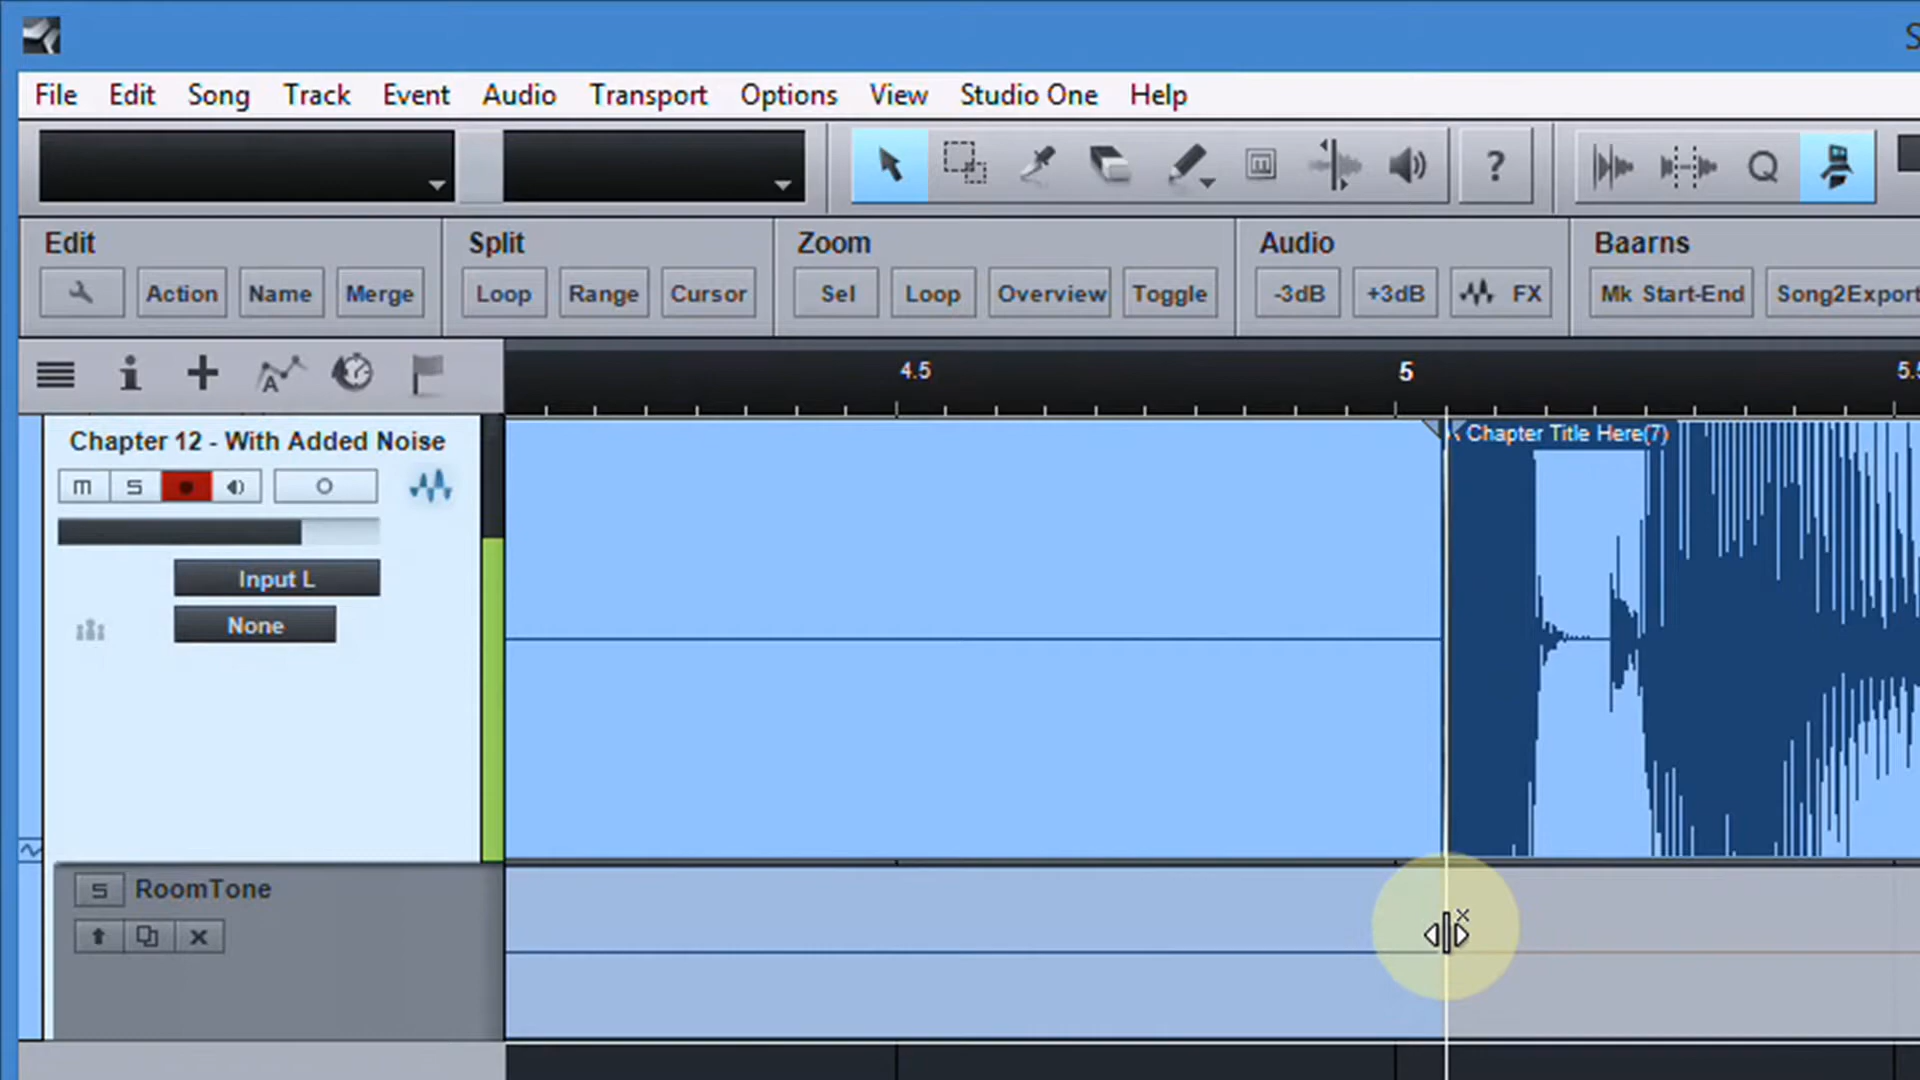 S
File Edit Song Track Event Audio Transport Options View Studio One Help
?
Q
Edit Split Zoom Audio Baarns
Action Name Merge Loop Range Cursor Sel Loop Overview Toggle -3dB +3dB FX Mk Start-End Song2Export
i + A
4.5 5 5.5
Chapter 12 - With Added Noise
Chapter Title Here(7)
m S
Input L
None
S RoomTone